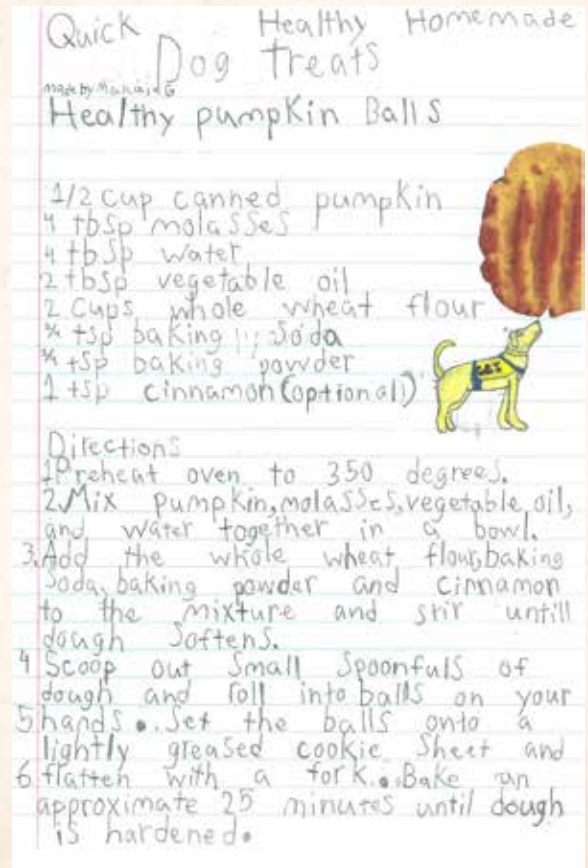 Quick Healthy Homemade
Dog treats
Healthy pumpkin Balls
1/2 cup canned pumpkin
4 tbsp molasses
4 tbsp water
2 tbsp vegetable oil
2 Cups whole wheat flour
¾ tsp baking soda
¾ tsp baking powder
1 tsp cinnamon (optional)
Directions
1 Preheat oven to 350 degrees.
2. Mix pumpkin, molasses, vegetable oil,
and water together in a bowl.
3. Add the whole wheat flour, baking
Soda, baking powder and cinnamon
to the mixture and stir untill
dough softens.
4 Scoop out small spoonfuls of
dough and roll into balls on your
5 hands. Set the balls onto a
lightly greased cookie sheet and
6 flatten with a fork. Bake an
approximate 25 minutes until dough
is hardened.